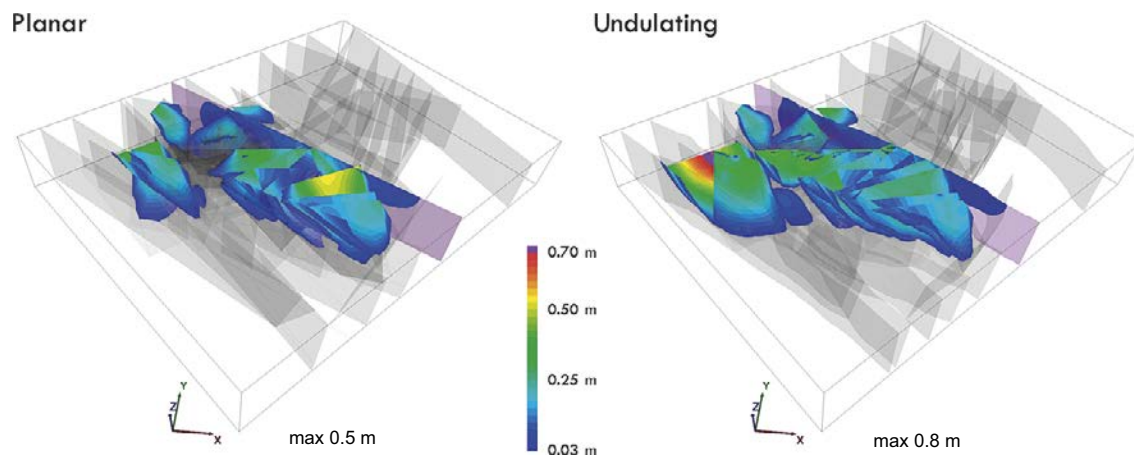 Planar
Undulating
0.70 m
0.50 m
0.25 m
0.03 m
Y
Z
X
max 0.5 m
Y
Z
X
max 0.8 m